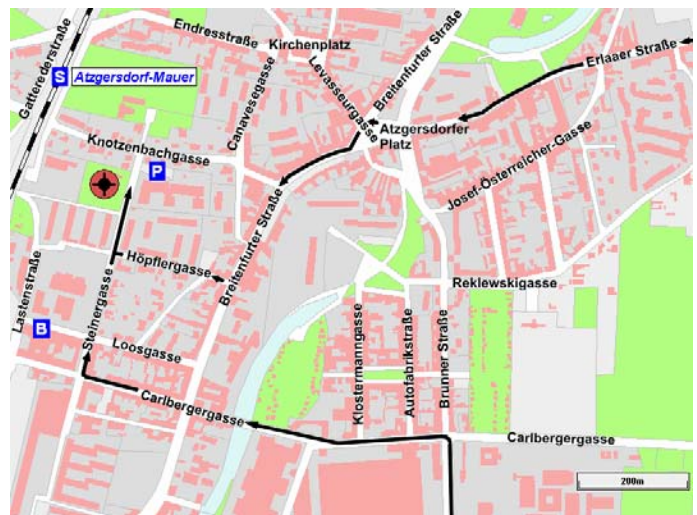 Endresstraße
Kirchenplatz
Gatterederstraße
S
Atzgersdorf-Mauer
Canavesegasse
Levasseurgasse
Breitenfurter Straße
Erlaaer Straße
Atzgersdorfer
Platz
Knotzenbachgasse
P
Josef-Österreicher-Gasse
Breitenfurter Straße
Höpflergasse
Reklewskigasse
Lastenstraße
Steinergasse
B
Loosgasse
Klostermanngasse
Autofabrikstraße
Brunner Straße
Carlbergergasse
Carlbergergasse
200m